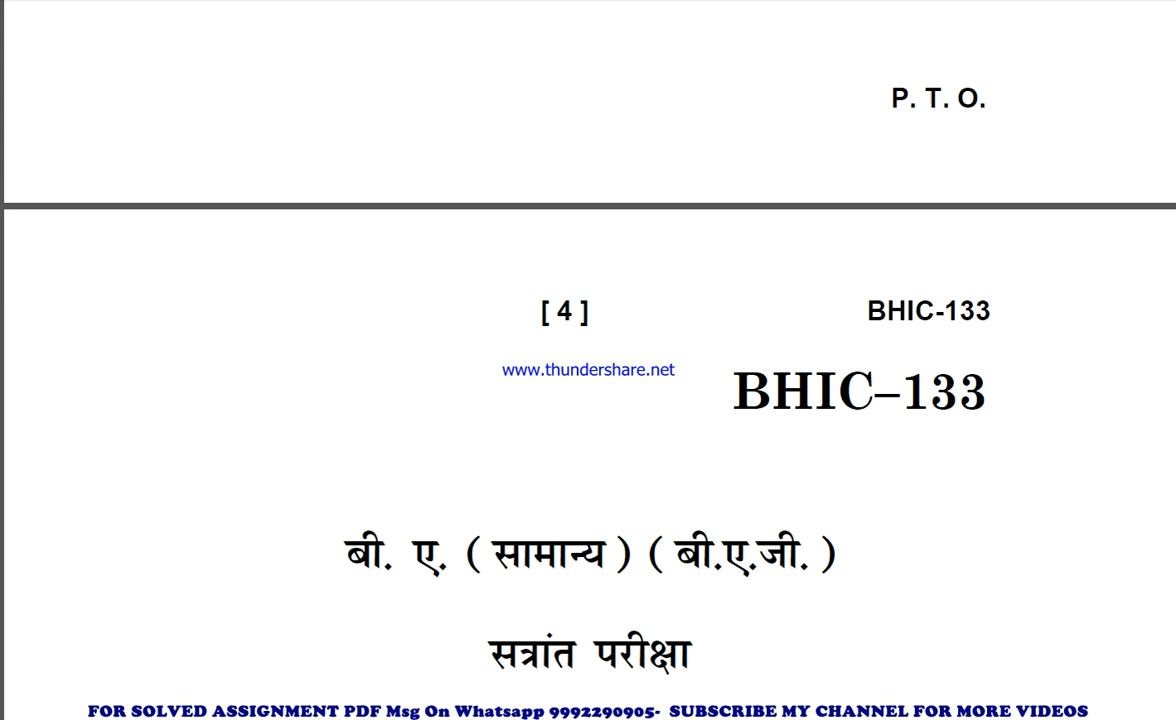 P. T. O.
[ 4 ] BHIC-133
www.thundershare.net
BHIC–133
बी. ए. ( सामान्य ) ( बी.ए.जी. )
सत्रांत परीक्षा
FOR SOLVED ASSIGNMENT PDF Msg On Whatsapp 9992290905- SUBSCRIBE MY CHANNEL FOR MORE VIDEOS